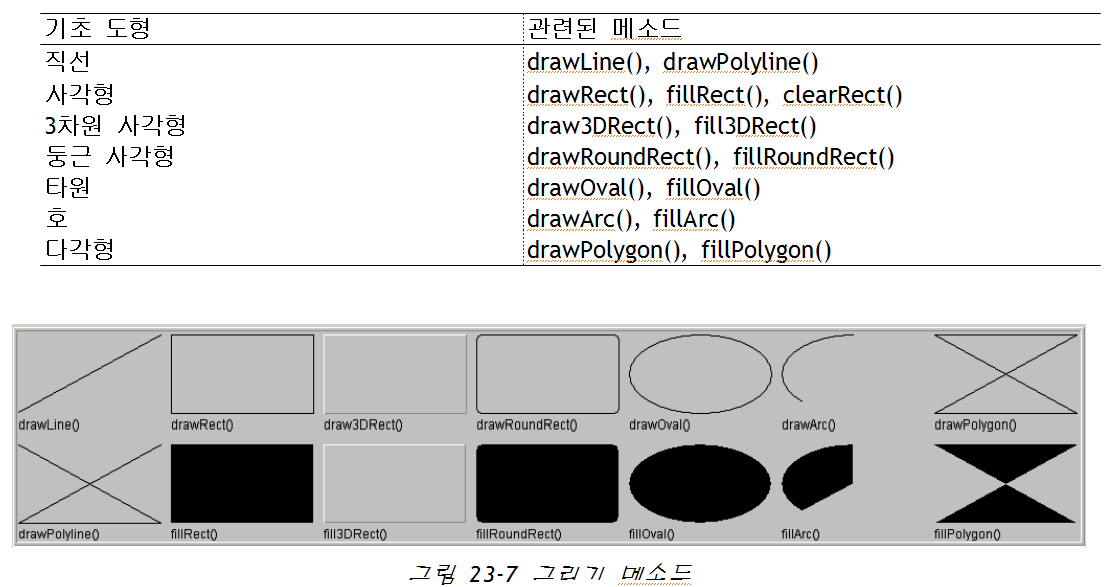 기초 도형 관련된 메소드
직선 drawLine(), drawPolyline()
사각형 drawRect(), fillRect(), clearRect()
3차원 사각형 draw3DRect(), fill3DRect()
둥근 사각형 drawRoundRect(), fillRoundRect()
타원 drawOval(), fillOval()
호 drawArc(), fillArc()
다각형 drawPolygon(), fillPolygon()
drawLine() drawRect() draw3DRect() drawRoundRect() drawOval() drawArc() drawPolygon()
drawPolyline() fillRect() fill3DRect() fillRoundRect() fillOval() fillArc() fillPolygon()
그림 23-7 그리기 메소드